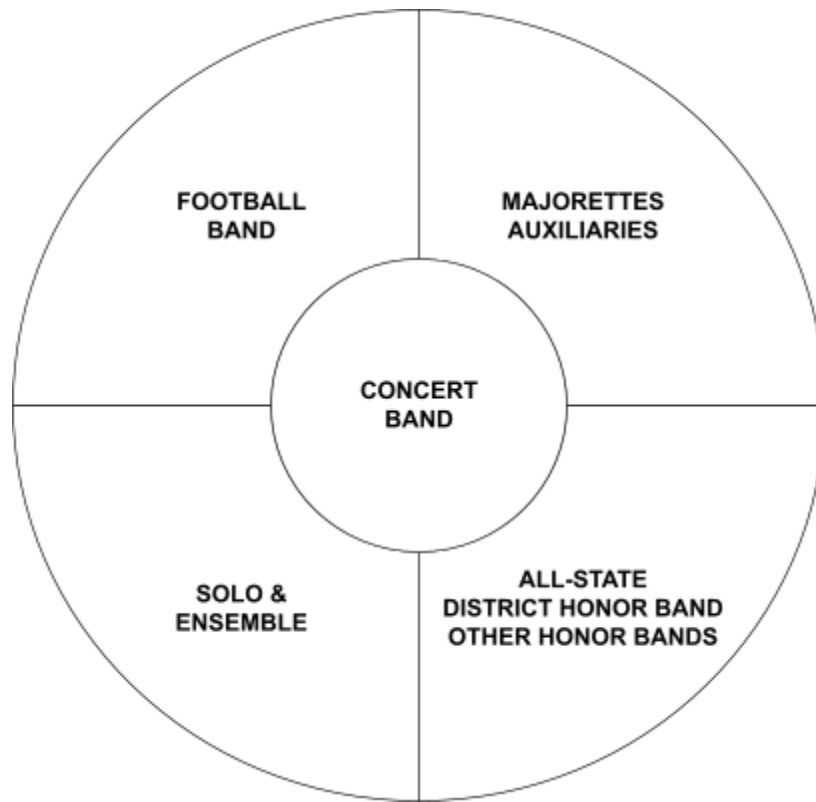 FOOTBALL
BAND
MAJORETTES
AUXILIARIES
CONCERT
BAND
SOLO &
ENSEMBLE
ALL-STATE
DISTRICT HONOR BAND
OTHER HONOR BANDS